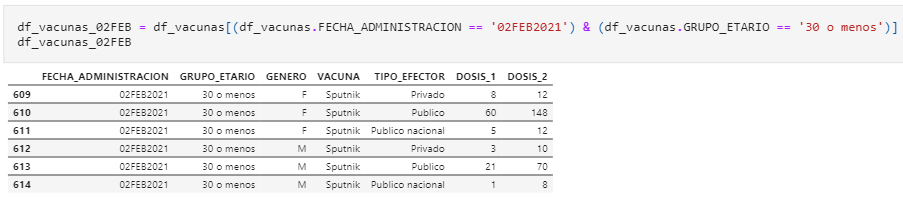 df_vacunas_02FEB = df_vacunas[(df_vacunas.FECHA_ADMINISTRACION == '02FEB2021') & (df_vacunas.GRUPO_ETARIO == '30 o menos')]
df_vacunas_02FEB
FECHA_ADMINISTRACION GRUPO_ETARIO GENERO VACUNA TIPO_EFECTOR DOSIS_1 DOSIS_2
609 02FEB2021 30 o menos F Sputnik Privado 8 12
610 02FEB2021 30 o menos F Sputnik Publico 60 148
611 02FEB2021 30 o menos F Sputnik Publico nacional 5 12
612 02FEB2021 30 o menos M Sputnik Privado 3 10
613 02FEB2021 30 o menos M Sputnik Publico 21 70
614 02FEB2021 30 o menos M Sputnik Publico nacional 1 8